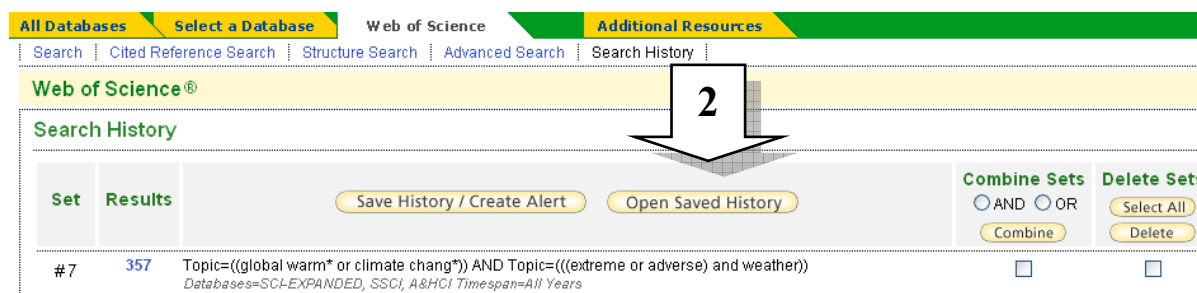 All Databases Select a Database Web of Science Additional Resources
Search Cited Reference Search Structure Search Advanced Search Search History
Web of Science®
2
Search History
Set Results Save History / Create Alert Open Saved History Combine Sets Delete Sets
AND OR Select All
Combine Delete
#7 357 Topic=((global warm* or climate chang*)) AND Topic=(((extreme or adverse) and weather))
Databases=SCI-EXPANDED, SSCI, A&HCI Timespan=All Years